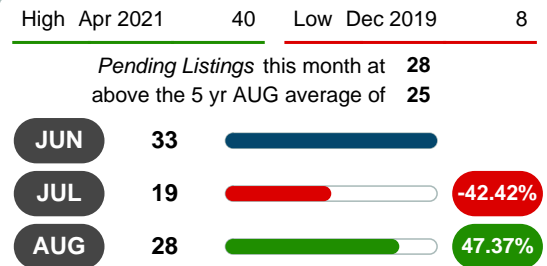 High Apr 2021 40 Low Dec 2019 8
Pending Listings this month at 28
above the 5 yr AUG average of 25
JUN 33
JUL 19 -42.42%
AUG 28 47.37%